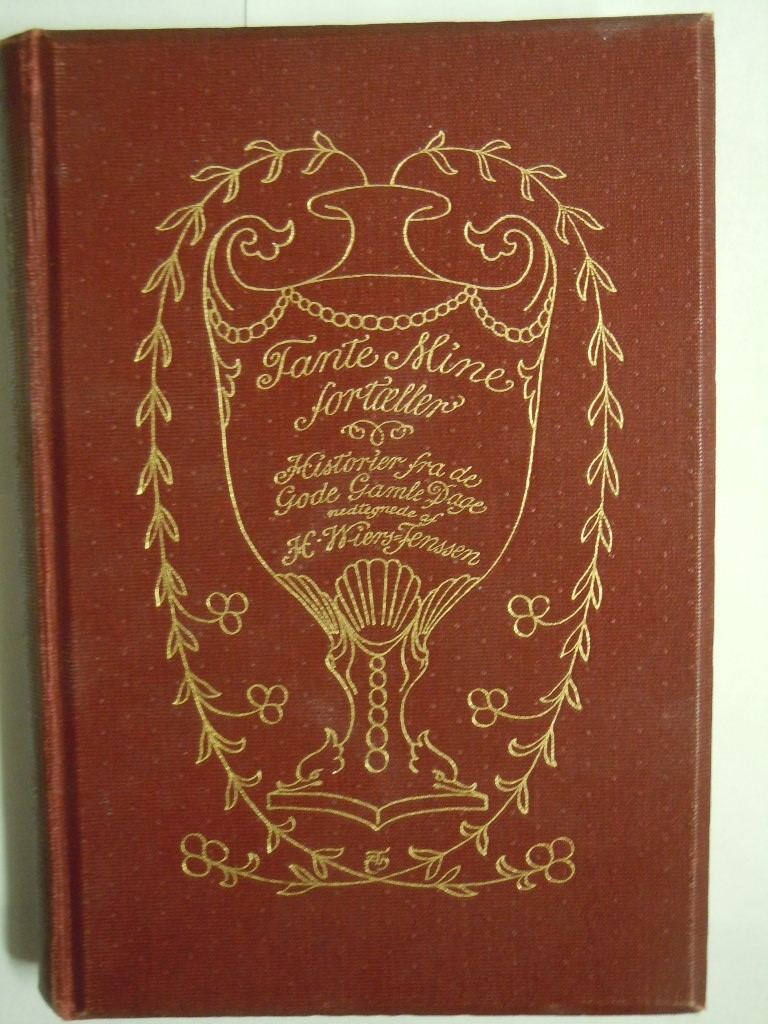 Tante Mine
fortæller
Historier fra de
Gode Gamle Dage
nedtegnede af
H. Wiers-Jenssen